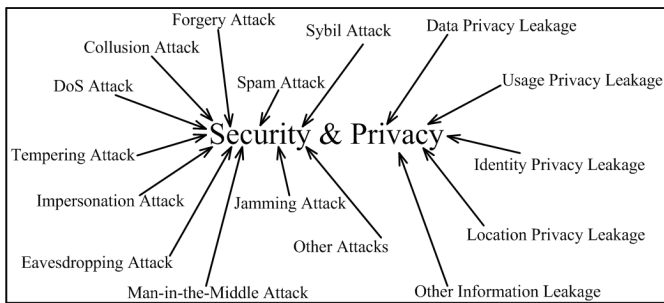 Forgery Attack
Sybil Attack
Data Privacy Leakage
Collusion Attack
DoS Attack
Spam Attack
Usage Privacy Leakage
Security & Privacy
Tempering Attack
Identity Privacy Leakage
Impersonation Attack
Jamming Attack
Location Privacy Leakage
Other Attacks
Eavesdropping Attack
Man-in-the-Middle Attack
Other Information Leakage